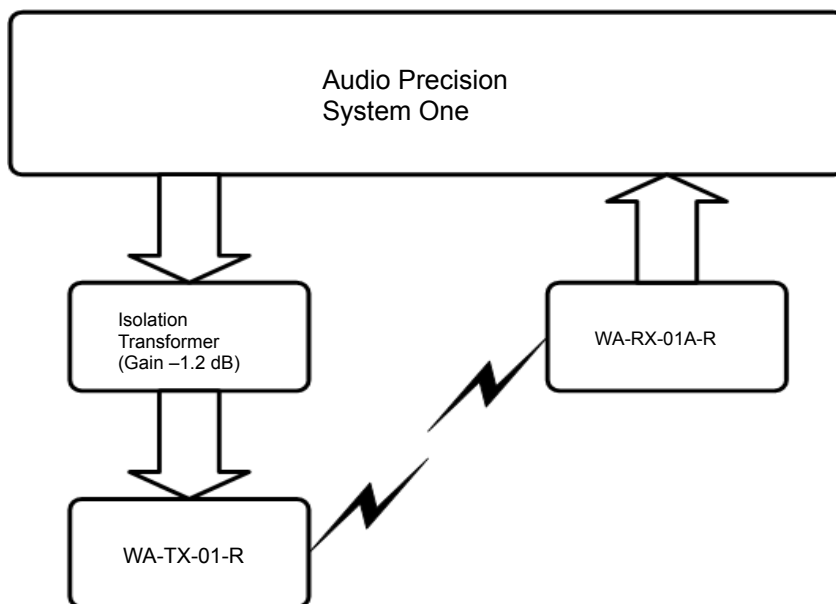 Audio Precision
System One
Isolation
Transformer
(Gain –1.2 dB)
WA-RX-01A-R
WA-TX-01-R